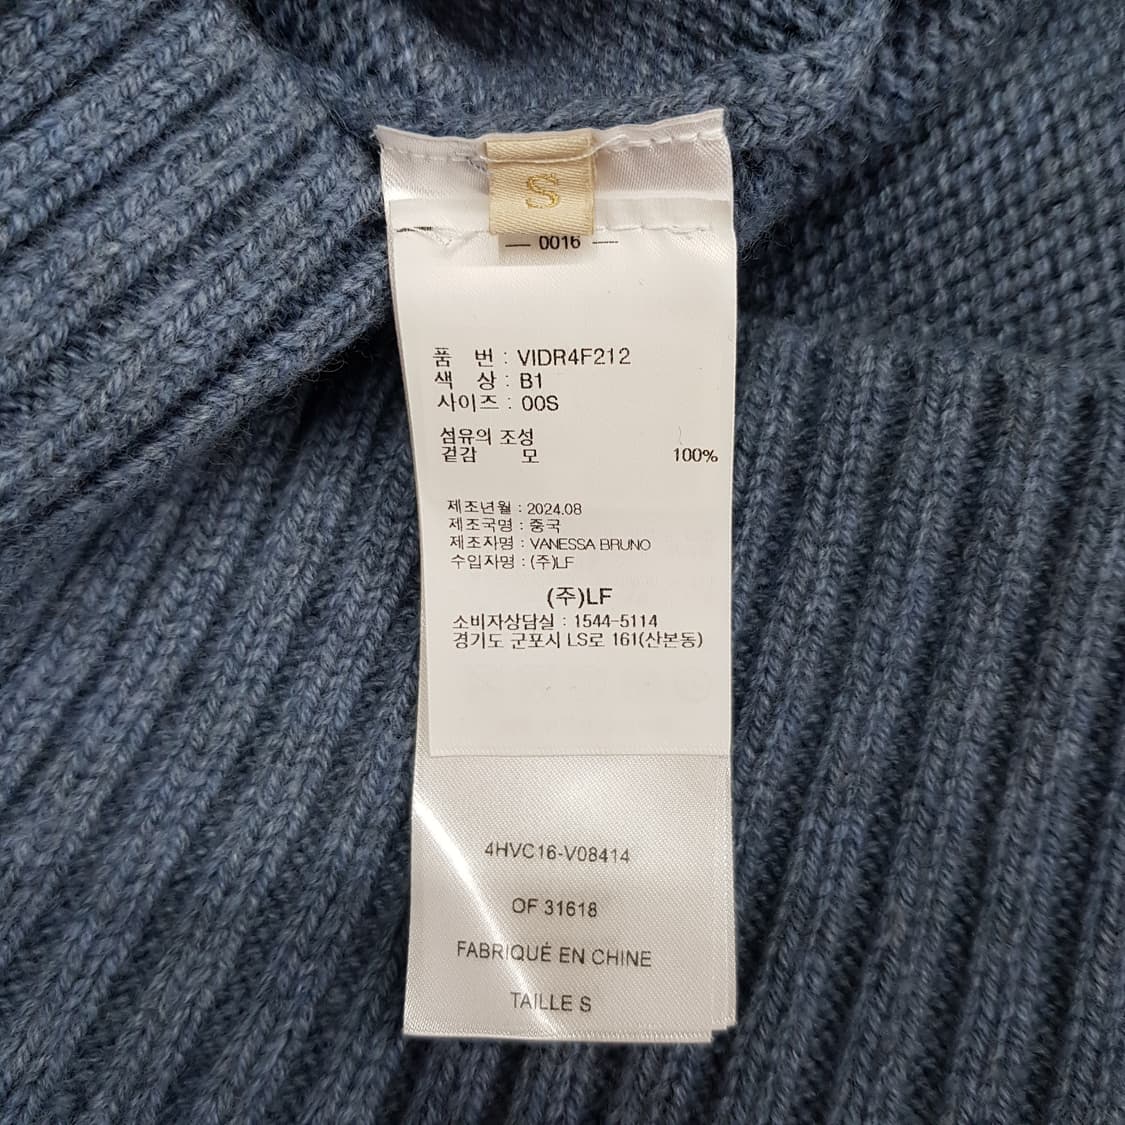 S
— 0016 —
품 번 : VIDR4F212
색 상 : B1
사이즈 : 00S
섬유의 조성
겉감 모 100%
제조년월 : 2024.08
제조국명 : 중국
제조자명 : VANESSA BRUNO
수입자명 : (주)LF
(주)LF
소비자상담실 : 1544-5114
경기도 군포시 LS로 161(산본동)
4HVC16-V08414
OF 31618
FABRIQUÉ EN CHINE
TAILLE S